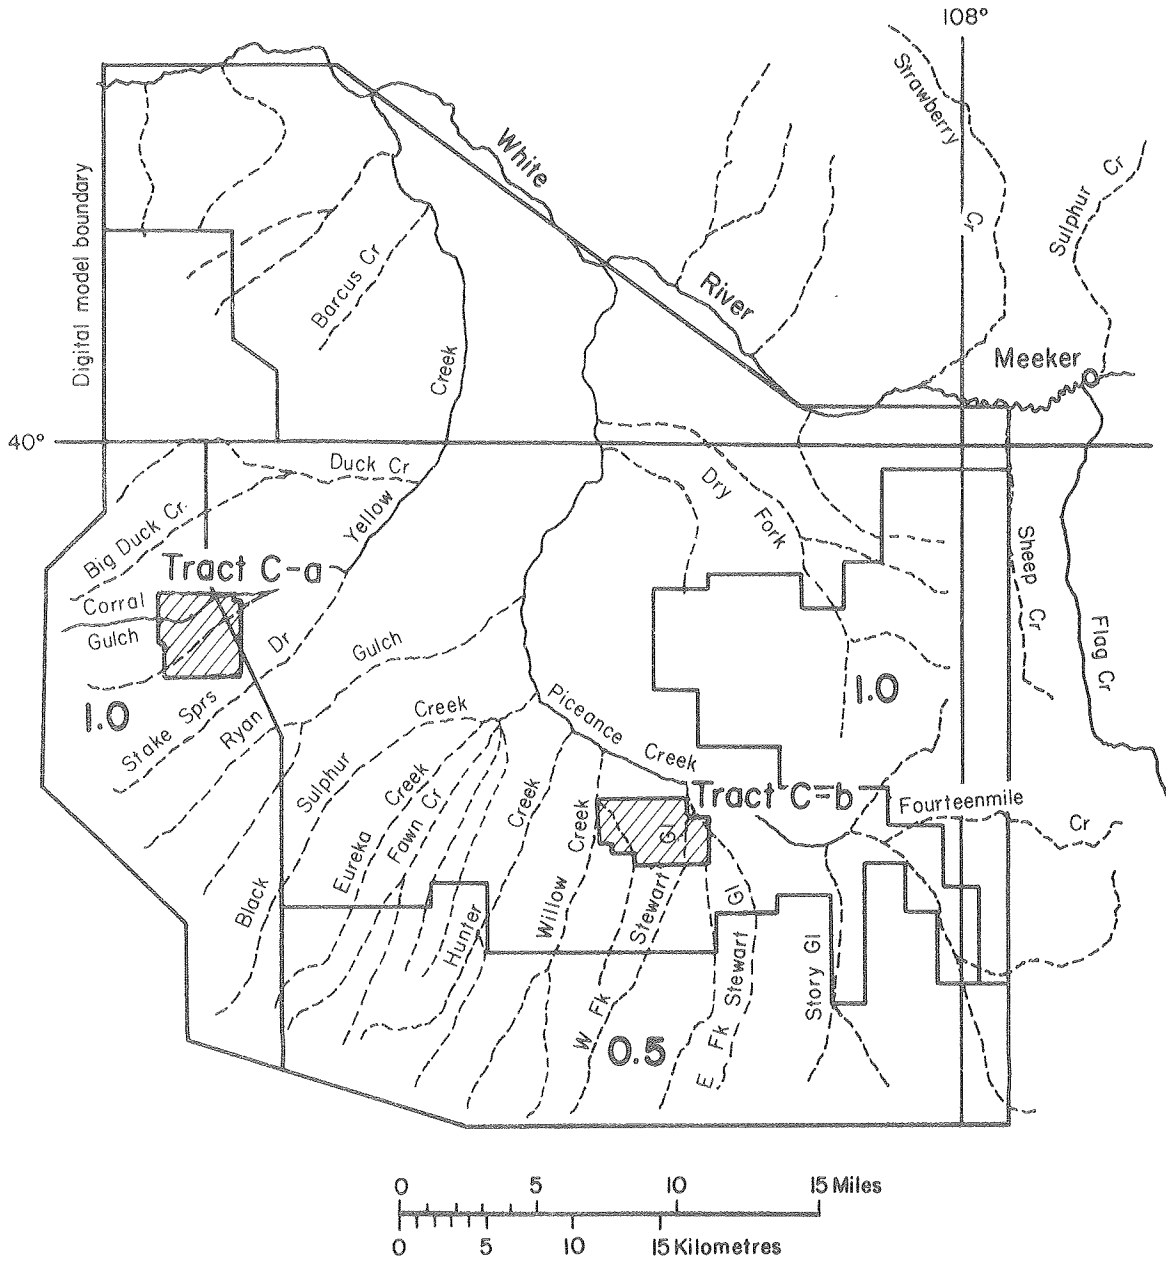 108°
Strawberry
Cr
Sulphur Cr
White
River
Digital model boundary
Barcus Cr
Creek
Meeker
40°
Duck Cr
Dry
Fork
Yellow
Big Duck Cr.
Sheep
Cr
Tract C-a
Corral
Gulch
Dr
Gulch
Flag Cr
1.0
Stake Sprs
Ryan
Creek
Piceance
Creek
1.0
Sulphur
Creek
Creek
Tract C=b
Fourteenmile
Cr
Eureka
Fawn Cr
Creek
Gl
Black
Hunter
Willow
Stewart
Gl
Stewart
Story Gl
W Fk
0.5
E Fk
0 5 10 15 Miles
0 5 10 15 Kilometres